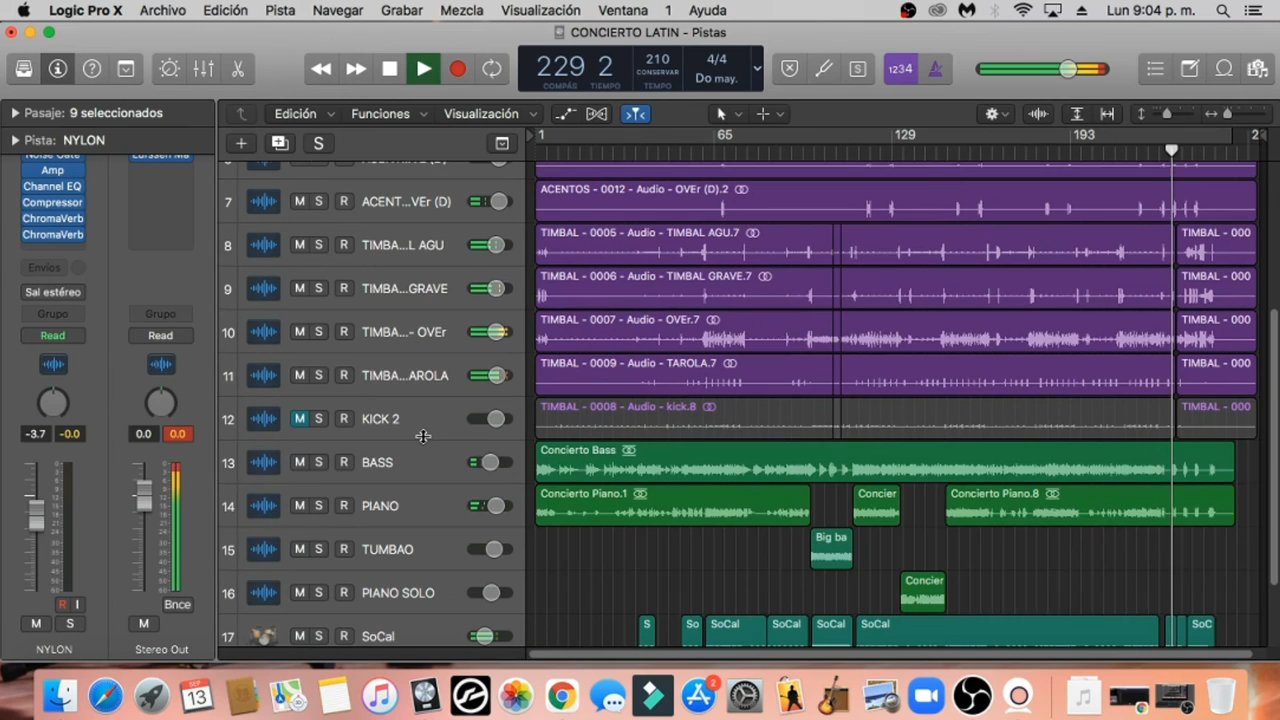 Logic Pro X Archivo Edición Pista Navegar Grabar Mezcla Visualización Ventana 1 Ayuda Lun 9:04 p. m.
CONCIERTO LATIN - Pistas
229 2 210 4/4
COMPÁS TIEMPO CONSERVAR TEMPO Do may.
S 1234
Pasaje: 9 seleccionados
Edición Funciones Visualización
Pista: NYLON
S
1 65 129 193
Noise Gate
Amp
Channel EQ
Compressor
ChromaVerb
ChromaVerb
Envíos
Sal estéreo
Grupo Grupo
Read Read
-3.7 -0.0 0.0 0.0
R I Bnce
M S M
NYLON Stereo Out
7 M S R ACENT...VEr (D)
ACENTOS - 0012 - Audio - OVEr (D).2
8 M S R TIMBA...L AGU
TIMBAL - 0005 - Audio - TIMBAL AGU.7 TIMBAL - 000
9 M S R TIMBA...GRAVE
TIMBAL - 0006 - Audio - TIMBAL GRAVE.7 TIMBAL - 000
10 M S R TIMBA...- OVEr
TIMBAL - 0007 - Audio - OVEr.7 TIMBAL - 000
11 M S R TIMBA...AROLA
TIMBAL - 0009 - Audio - TAROLA.7 TIMBAL - 000
12 M S R KICK 2
TIMBAL - 0008 - Audio - kick.8 TIMBAL - 000
13 M S R BASS
Concierto Bass
14 M S R PIANO
Concierto Piano.1 Concier Concierto Piano.8
15 M S R TUMBAO
Big ba
16 M S R PIANO SOLO
Concier
17 M S R SoCal
S So SoCal SoCal SoCal SoCal SoC
SEP
13
2